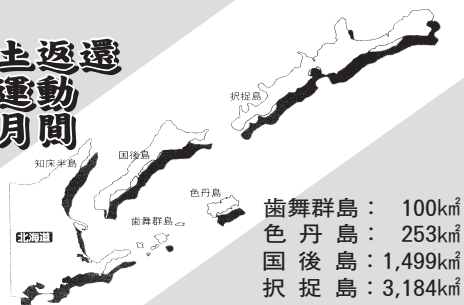 土返還
運動
月間
択捉島
国後島
知床半島
色丹島
歯舞群島
北海道
歯舞群島： 100k㎡
色丹島： 253k㎡
国後島：1,499k㎡
択捉島：3,184k㎡